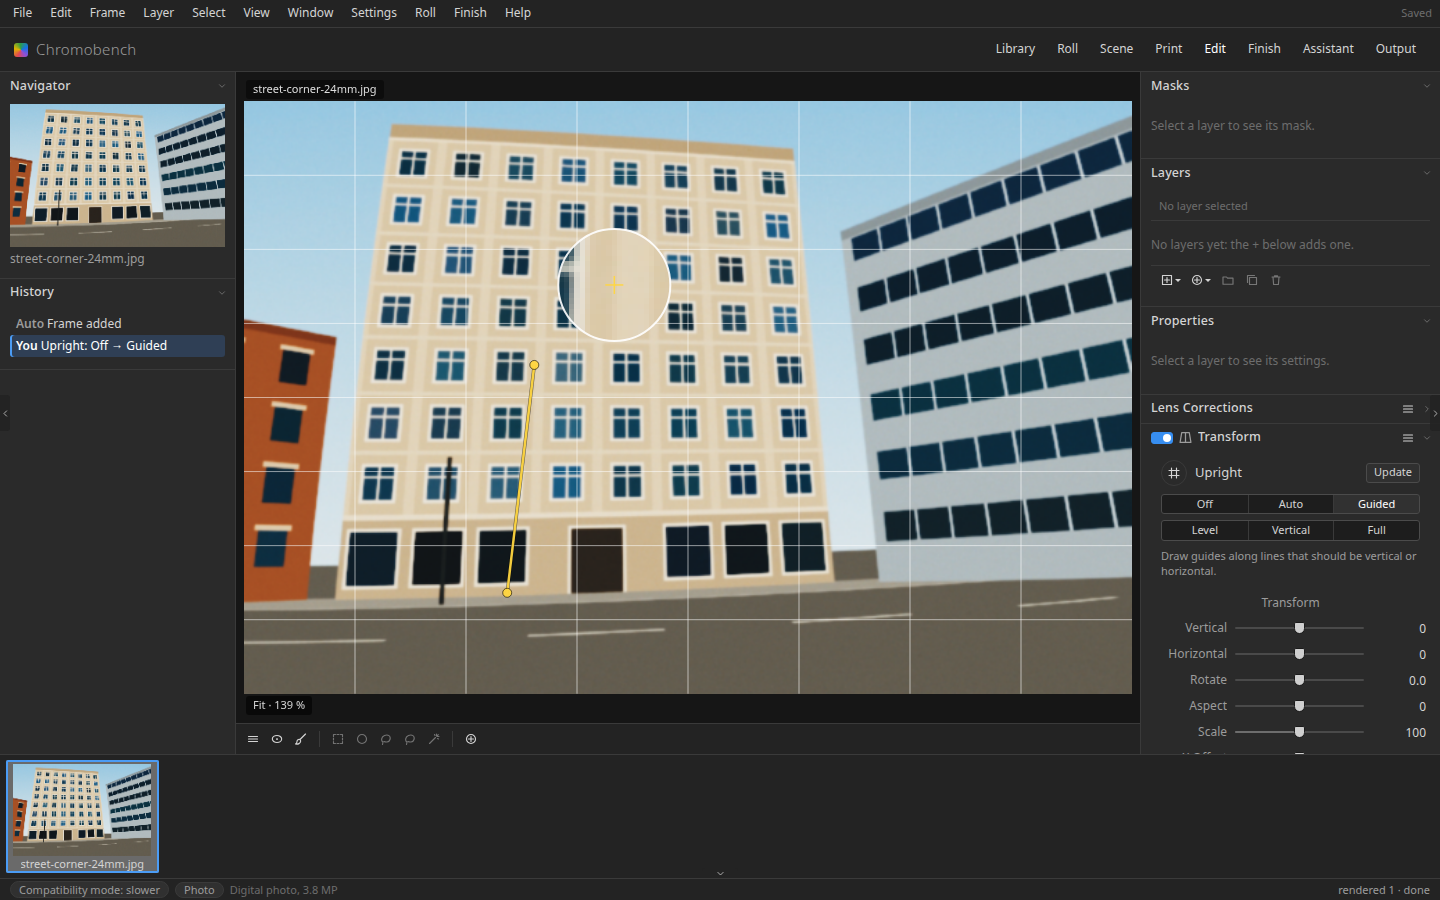 File Edit Frame Layer Select View Window Settings Roll Finish Help Saved
Chromobench Library Roll Scene Print Edit Finish Assistant Output
Navigator
street-corner-24mm.jpg
History
Auto Frame added
You Upright: Off → Guided
street-corner-24mm.jpg
Fit · 139 %
Masks
Select a layer to see its mask.
Layers
No layer selected
No layers yet: the + below adds one.
Properties
Select a layer to see its settings.
Lens Corrections
Transform
Upright Update
Off Auto Guided
Level Vertical Full
Draw guides along lines that should be vertical or
horizontal.
Transform
Vertical 0
Horizontal 0
Rotate 0.0
Aspect 0
Scale 100
street-corner-24mm.jpg
Compatibility mode: slower Photo Digital photo, 3.8 MP rendered 1 · done